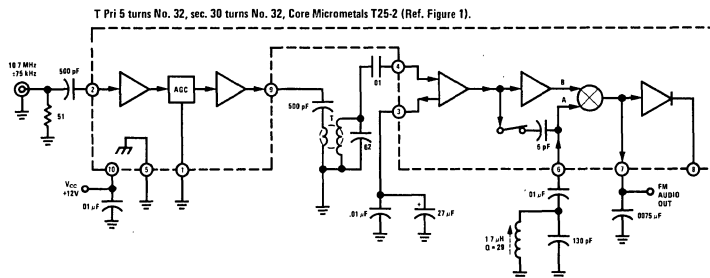 T Pri 5 turns No. 32, sec. 30 turns No. 32, Core Micrometals T25-2 (Ref. Figure 1).
10 7 MHz
±75 kHz
500 pF
51
2
AGC
9
10
5
1
VCC
+12V
01 µF
500 pF
T
62
01
4
3
.01 µF
+
27 µF
B
A
6 pF
6
7
8
01 µF
FM
AUDIO
OUT
0075 µF
1 7 µH
Q = 29
130 pF